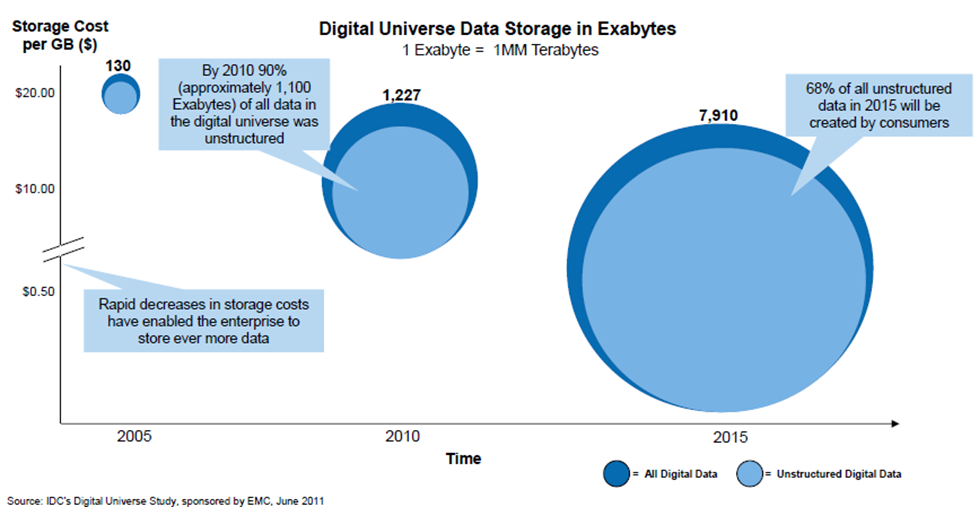 Digital Universe Data Storage in Exabytes
1 Exabyte = 1MM Terabytes
Storage Cost
per GB ($)
$20.00
$10.00
$0.50
130
By 2010 90%
(approximately 1,100
Exabytes) of all data in
the digital universe was
unstructured
1,227
7,910
68% of all unstructured
data in 2015 will be
created by consumers
Rapid decreases in storage costs
have enabled the enterprise to
store ever more data
2005
2010
2015
Time
= All Digital Data
= Unstructured Digital Data
Source: IDC's Digital Universe Study, sponsored by EMC, June 2011